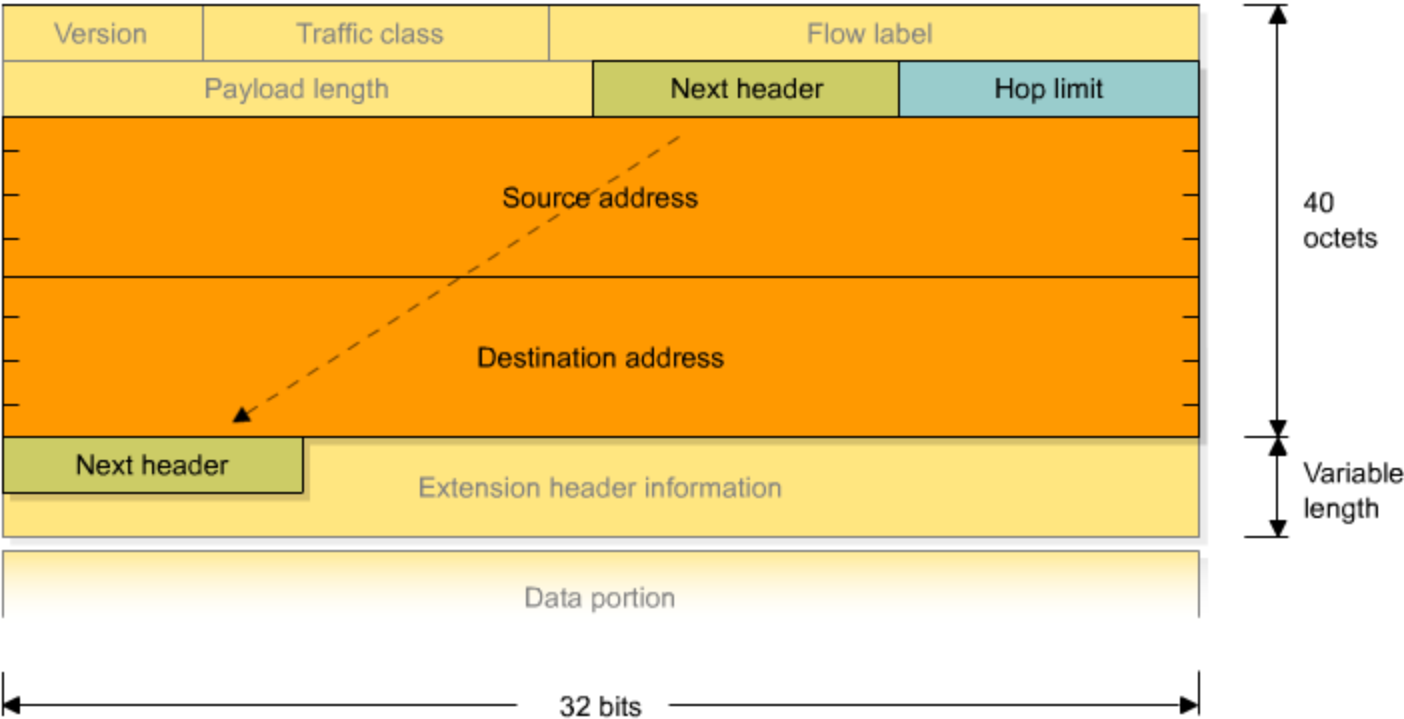 Version
Traffic class
Flow label
Payload length
Next header
Hop limit
Source address
40
octets
Destination address
Next header
Extension header information
Variable
length
Data portion
32 bits